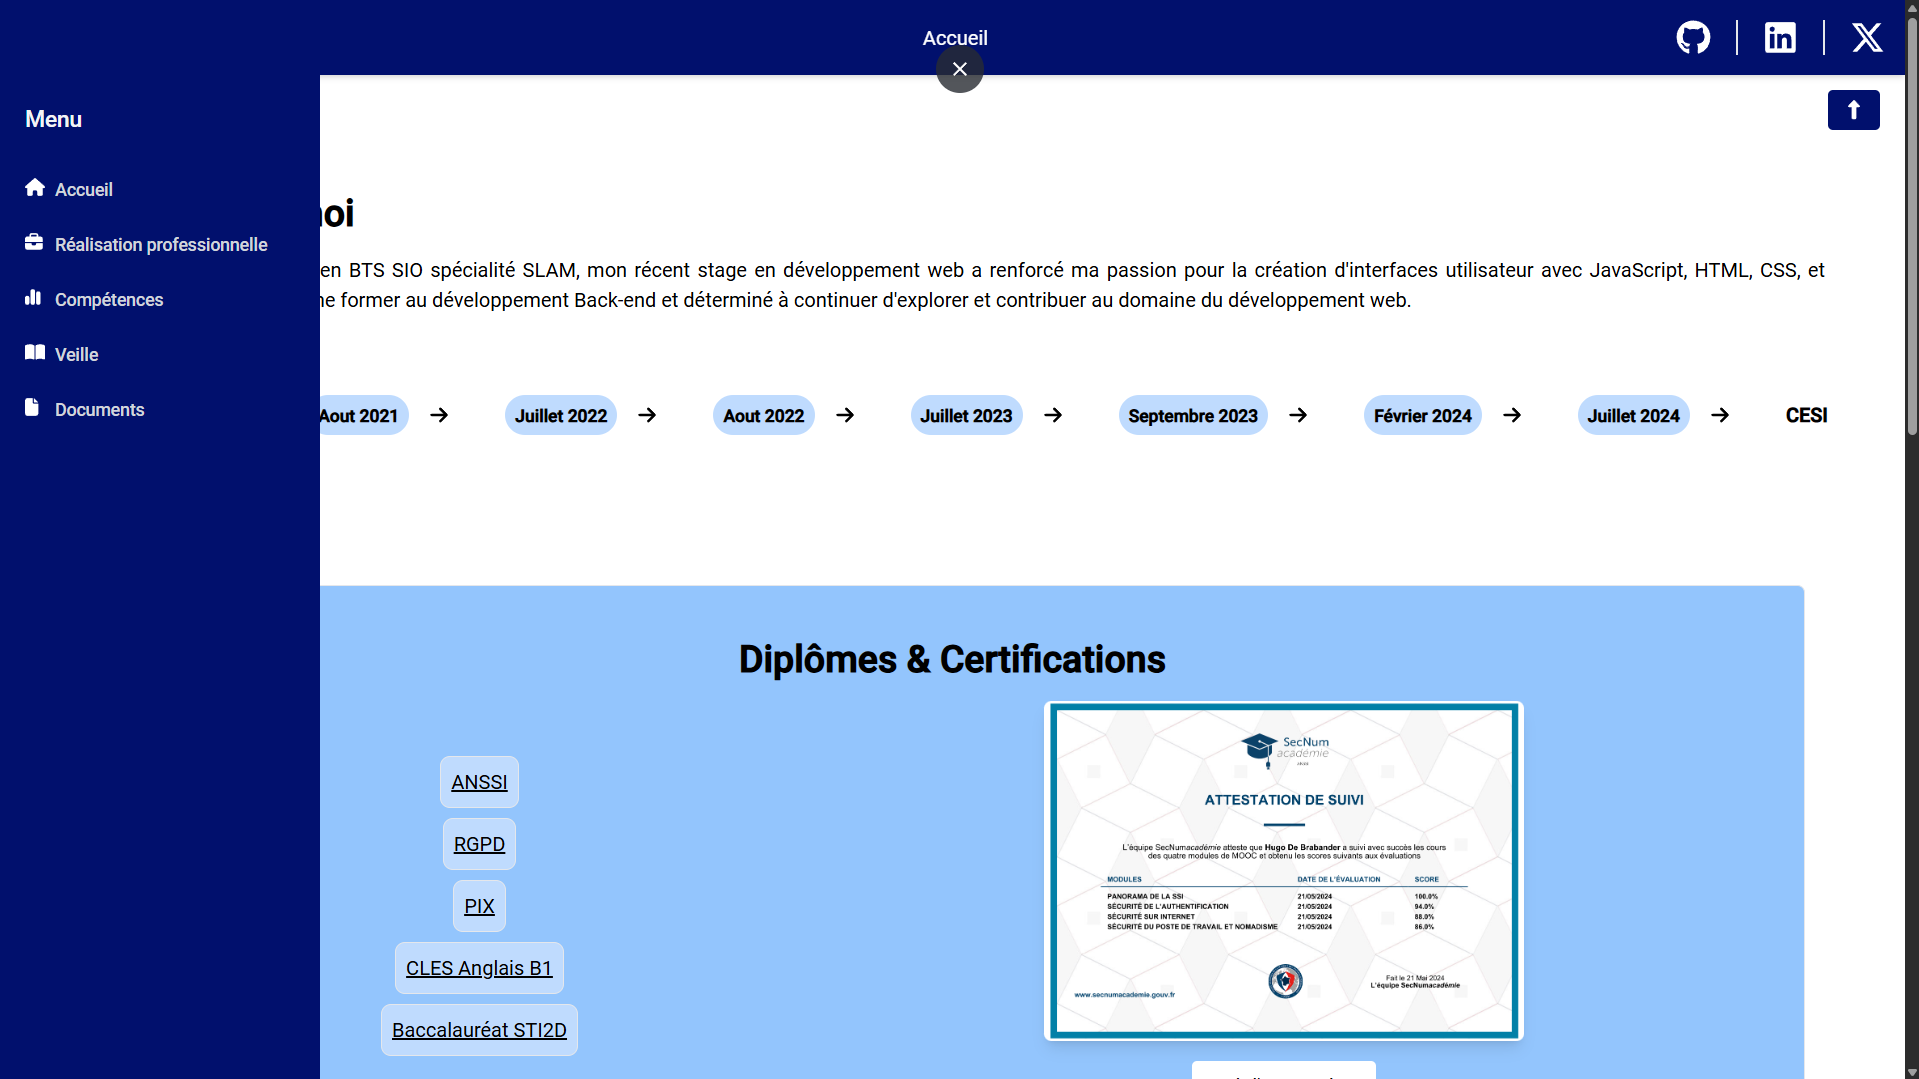 Accueil
Menu
Accueil
Réalisation professionnelle
Compétences
Veille
Documents
oi
en BTS SIO spécialité SLAM, mon récent stage en développement web a renforcé ma passion pour la création d'interfaces utilisateur avec JavaScript, HTML, CSS, et
ne former au développement Back-end et déterminé à continuer d'explorer et contribuer au domaine du développement web.
Aout 2021
Juillet 2022
Aout 2022
Juillet 2023
Septembre 2023
Février 2024
Juillet 2024
CESI
Diplômes & Certifications
ANSSI
RGPD
PIX
CLES Anglais B1
Baccalauréat STI2D
SecNum
académie
ATTESTATION DE SUIVI
L'équipe SecNumacadémie atteste que Hugo De Brabander a suivi avec succès les cours
des quatre modules de MOOC et obtenu les scores suivants aux évaluations
MODULES DATE DE L'ÉVALUATION SCORE
PANORAMA DE LA SSI 21/05/2024 100.0%
SÉCURITÉ DE L'AUTHENTIFICATION 21/05/2024 94.0%
SÉCURITÉ SUR INTERNET 21/05/2024 88.0%
SÉCURITÉ DU POSTE DE TRAVAIL ET NOMADISME 21/05/2024 86.0%
Fait le 21 Mai 2024
L'équipe SecNumacadémie
www.secnumacademie.gouv.fr